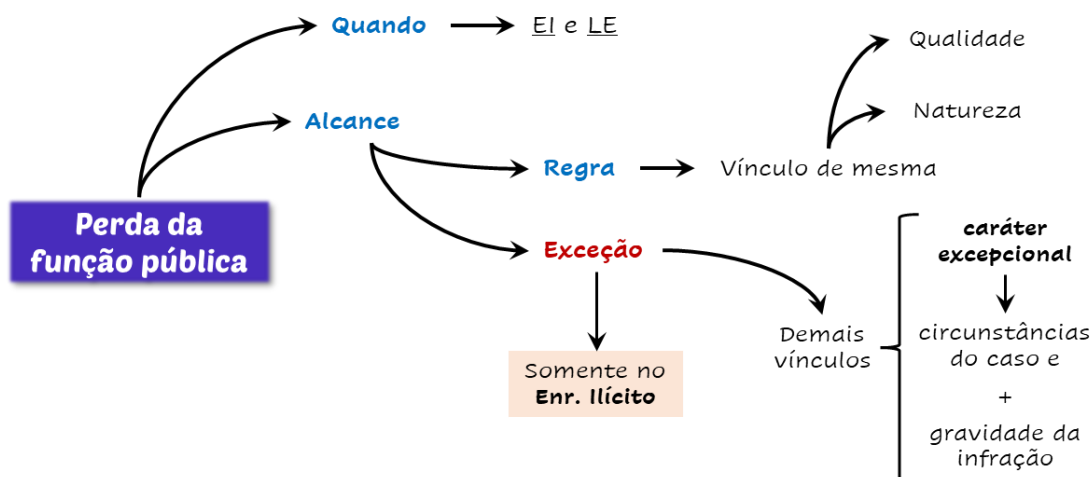 Quando
EI e LE
Qualidade
Natureza
Alcance
Regra
Vínculo de mesma
Perda da
função pública
Exceção
Somente no
Enr. Ilícito
Demais
vínculos
caráter
excepcional
circunstâncias
do caso e
+
gravidade da
infração